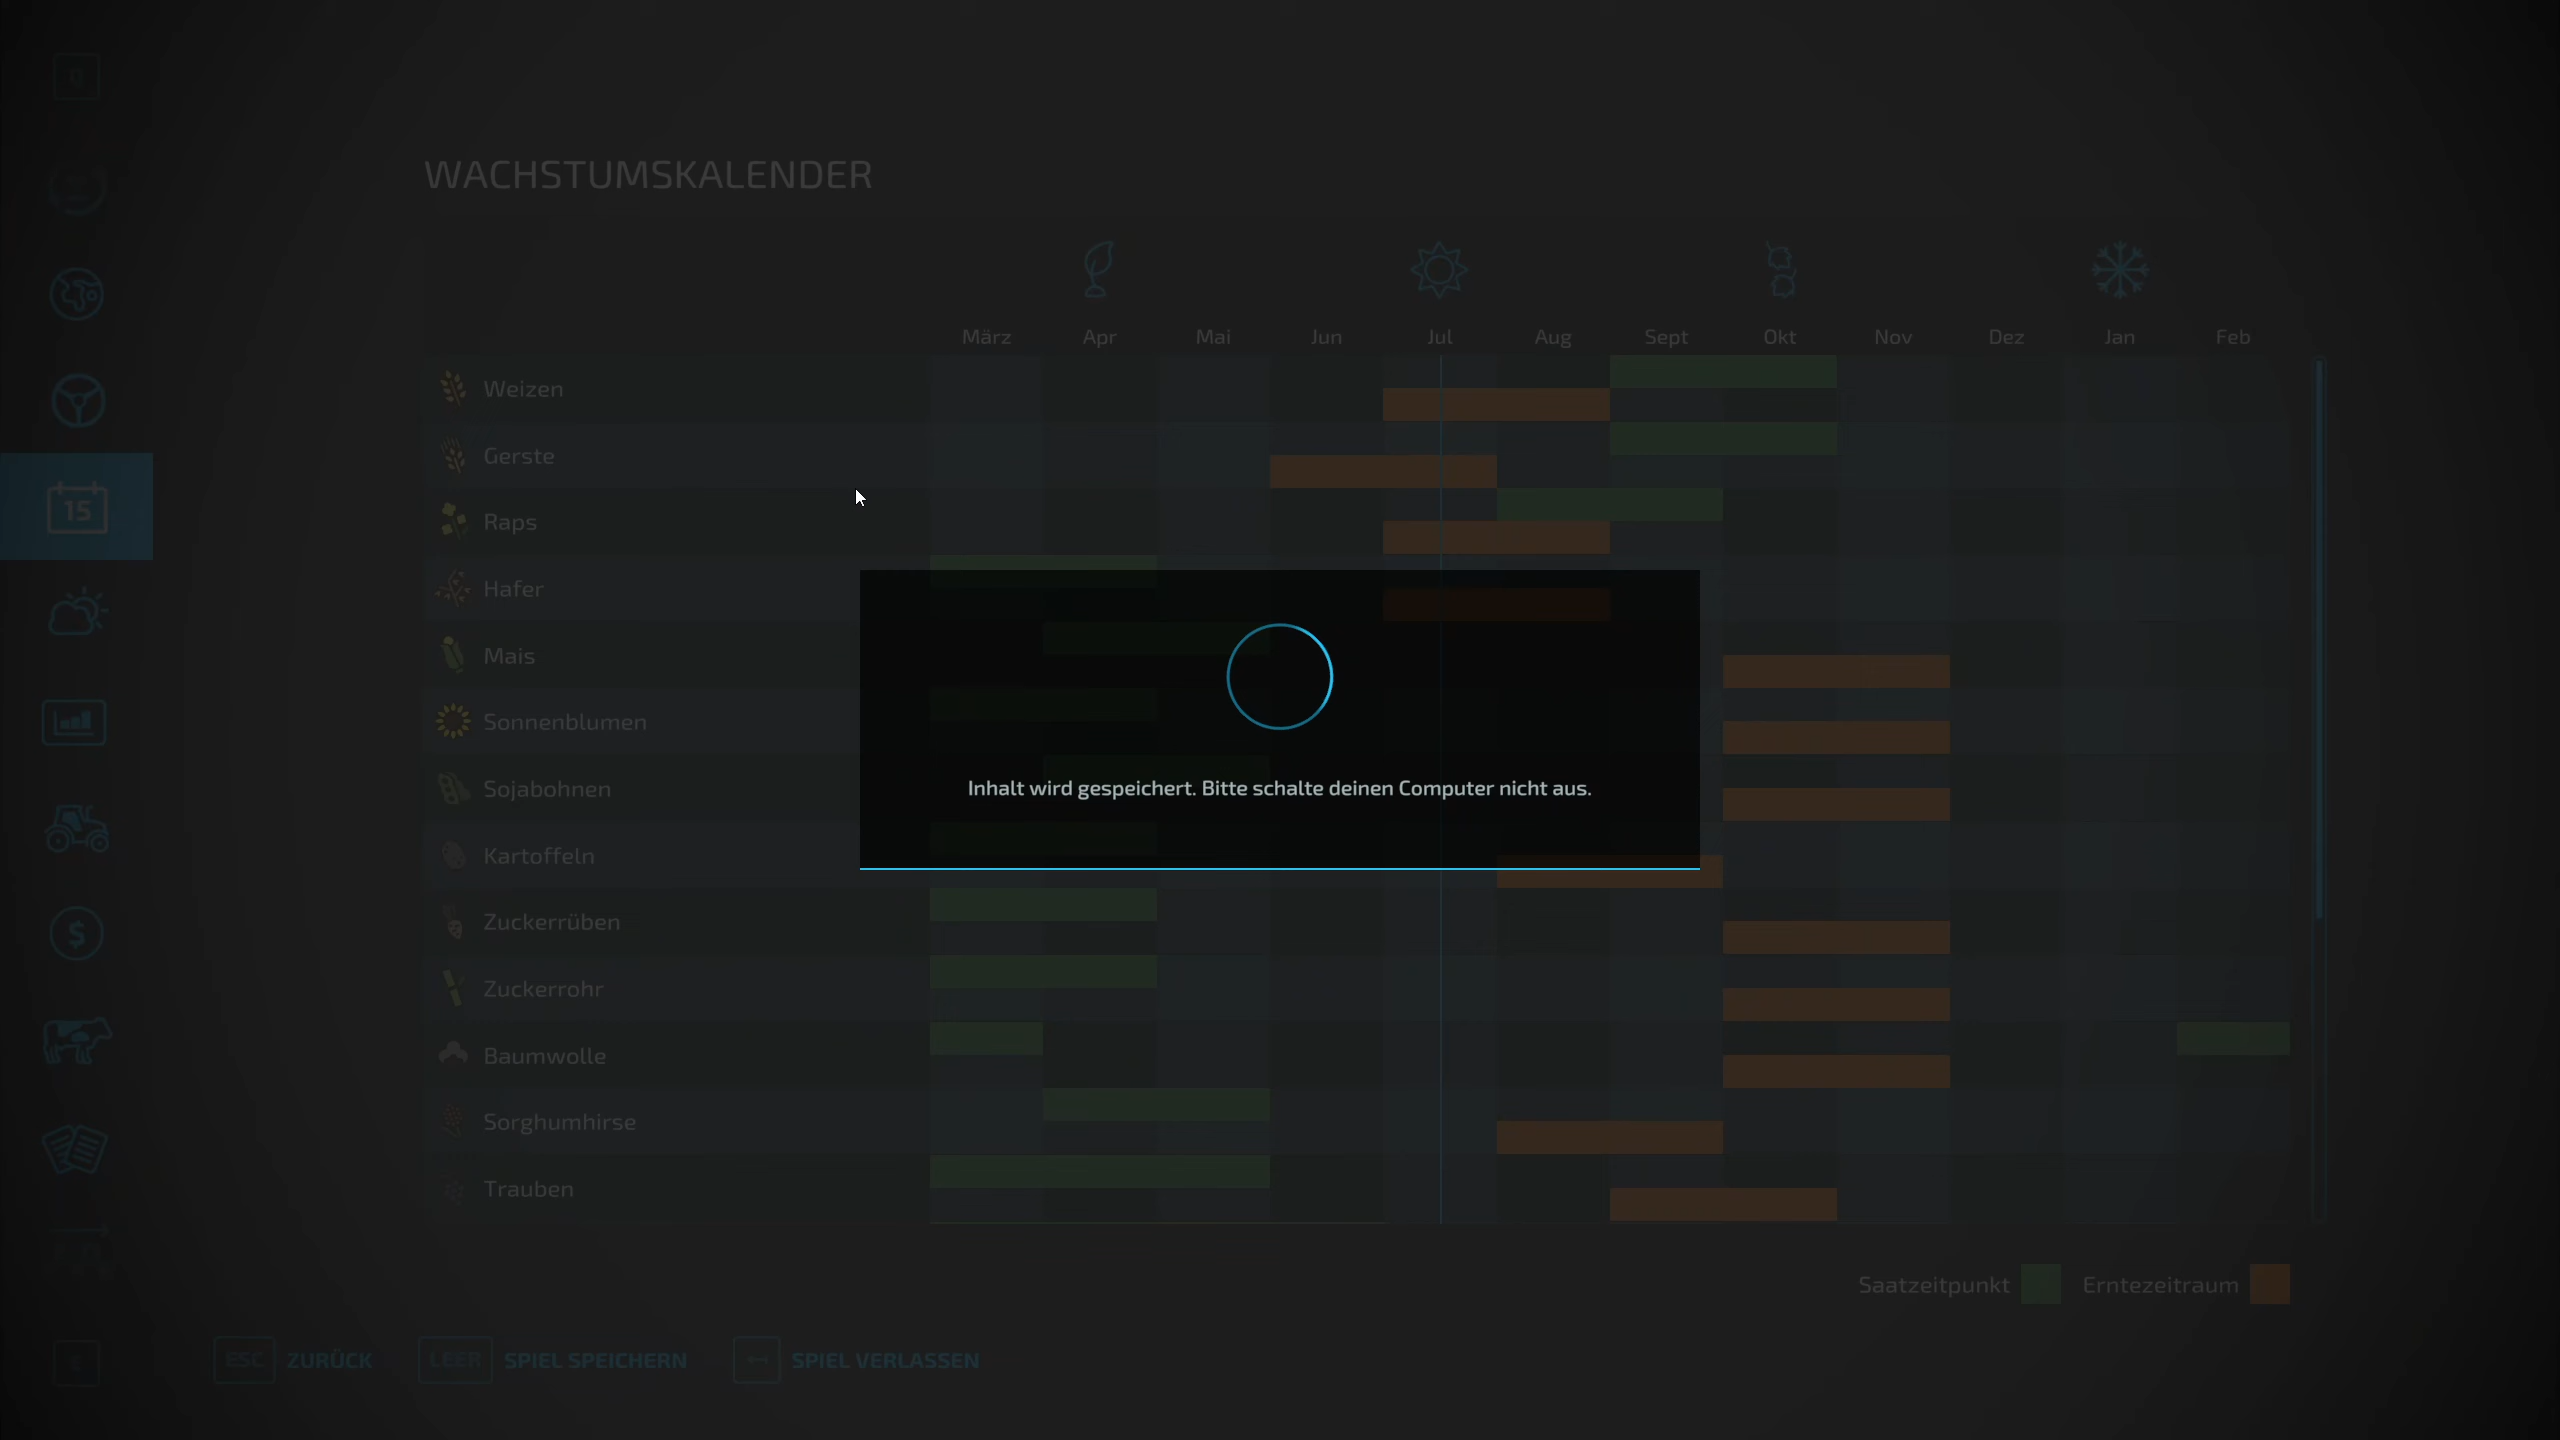 WACHSTUMSKALENDER
März Apr Mai Jun Jul Aug Sept Okt Nov Dez Jan Feb
Weizen
Gerste
15
Raps
Hafer
Mais
Sonnenblumen
Inhalt wird gespeichert. Bitte schalte deinen Computer nicht aus.
Sojabohnen
Kartoffeln
Zuckerrüben
$
Zuckerrohr
Baumwolle
Sorghumhirse
Trauben
Saatzeitpunkt Erntezeitraum
ESC ZURÜCK LEER SPIEL SPEICHERN SPIEL VERLASSEN